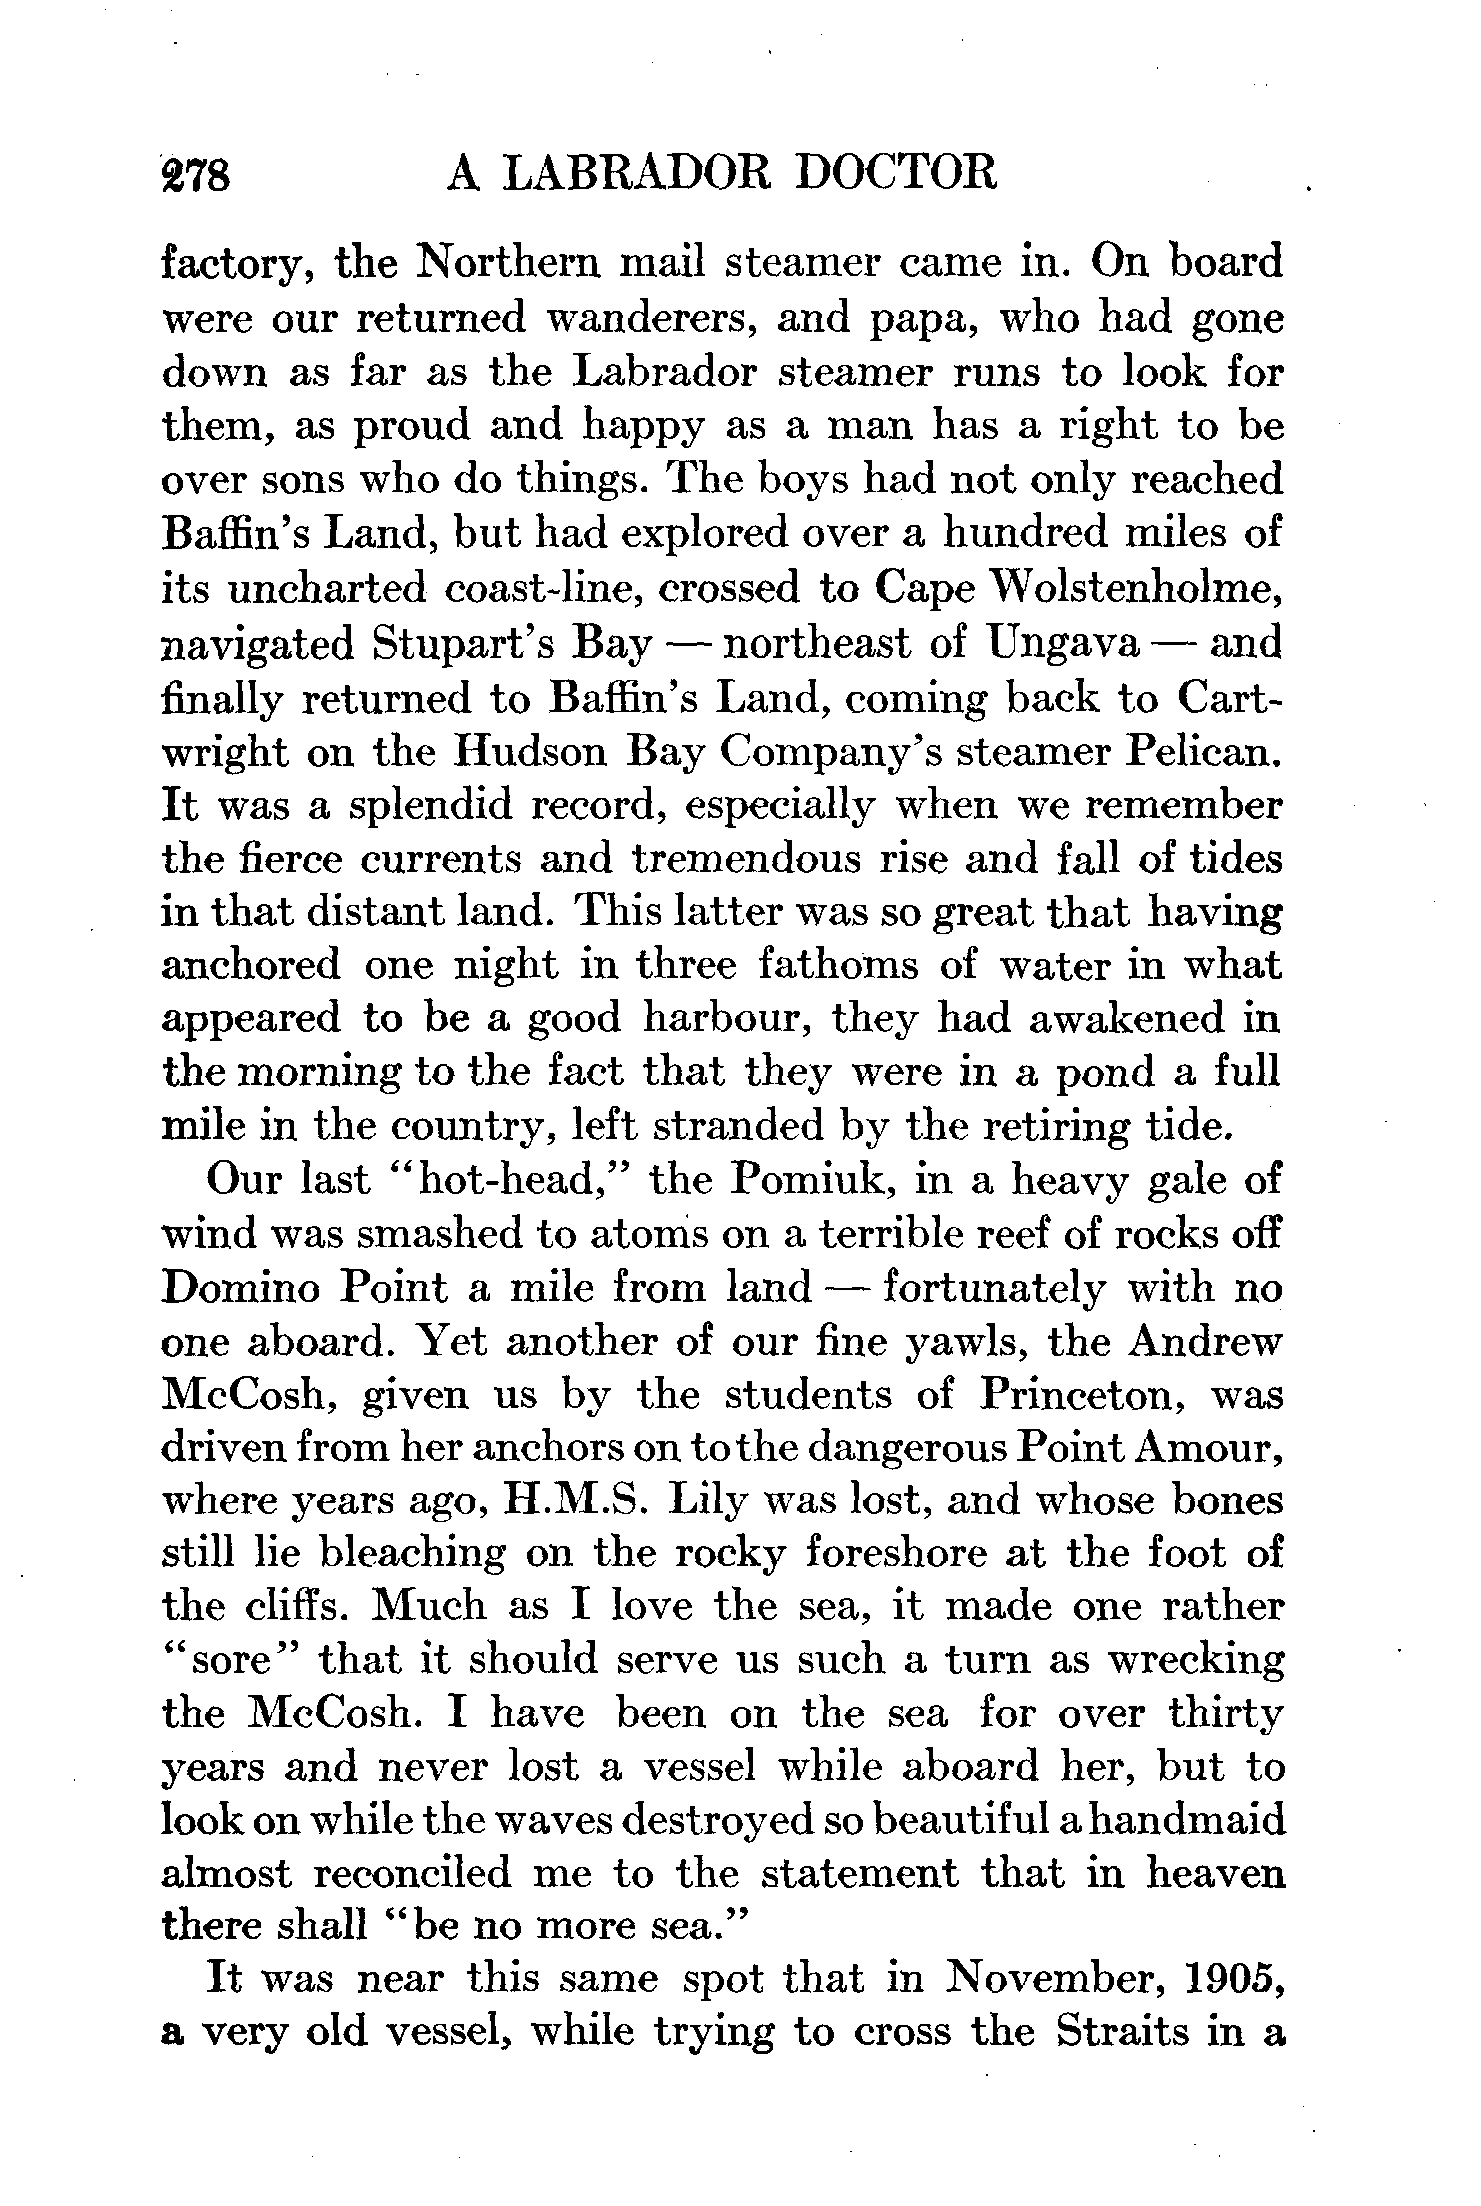 278 A LABRADOR DOCTOR
factory, the Northern mail steamer came in. On board
were our returned wanderers, and papa, who had gone
down as far as the Labrador steamer runs to look for
them, as proud and happy as a man has a right to be
over sons who do things. The boys had not only reached
Baffin's Land, but had explored over a hundred miles of
its uncharted coast-line, crossed to Cape Wolstenholme,
navigated Stupart's Bay — northeast of Ungava — and
finally returned to Baffin's Land, coming back to Cart-
wright on the Hudson Bay Company's steamer Pelican.
It was a splendid record, especially when we remember
the fierce currents and tremendous rise and fall of tides
in that distant land. This latter was so great that having
anchored one night in three fathoms of water in what
appeared to be a good harbour, they had awakened in
the morning to the fact that they were in a pond a full
mile in the country, left stranded by the retiring tide.
Our last "hot-head," the Pomiuk, in a heavy gale of
wind was smashed to atoms on a terrible reef of rocks off
Domino Point a mile from land — fortunately with no
one aboard. Yet another of our fine yawls, the Andrew
McCosh, given us by the students of Princeton, was
driven from her anchors on to the dangerous Point Amour,
where years ago, H.M.S. Lily was lost, and whose bones
still lie bleaching on the rocky foreshore at the foot of
the cliffs. Much as I love the sea, it made one rather
"sore" that it should serve us such a turn as wrecking
the McCosh. I have been on the sea for over thirty
years and never lost a vessel while aboard her, but to
look on while the waves destroyed so beautiful a handmaid
almost reconciled me to the statement that in heaven
there shall "be no more sea."
It was near this same spot that in November, 1905,
a very old vessel, while trying to cross the Straits in a